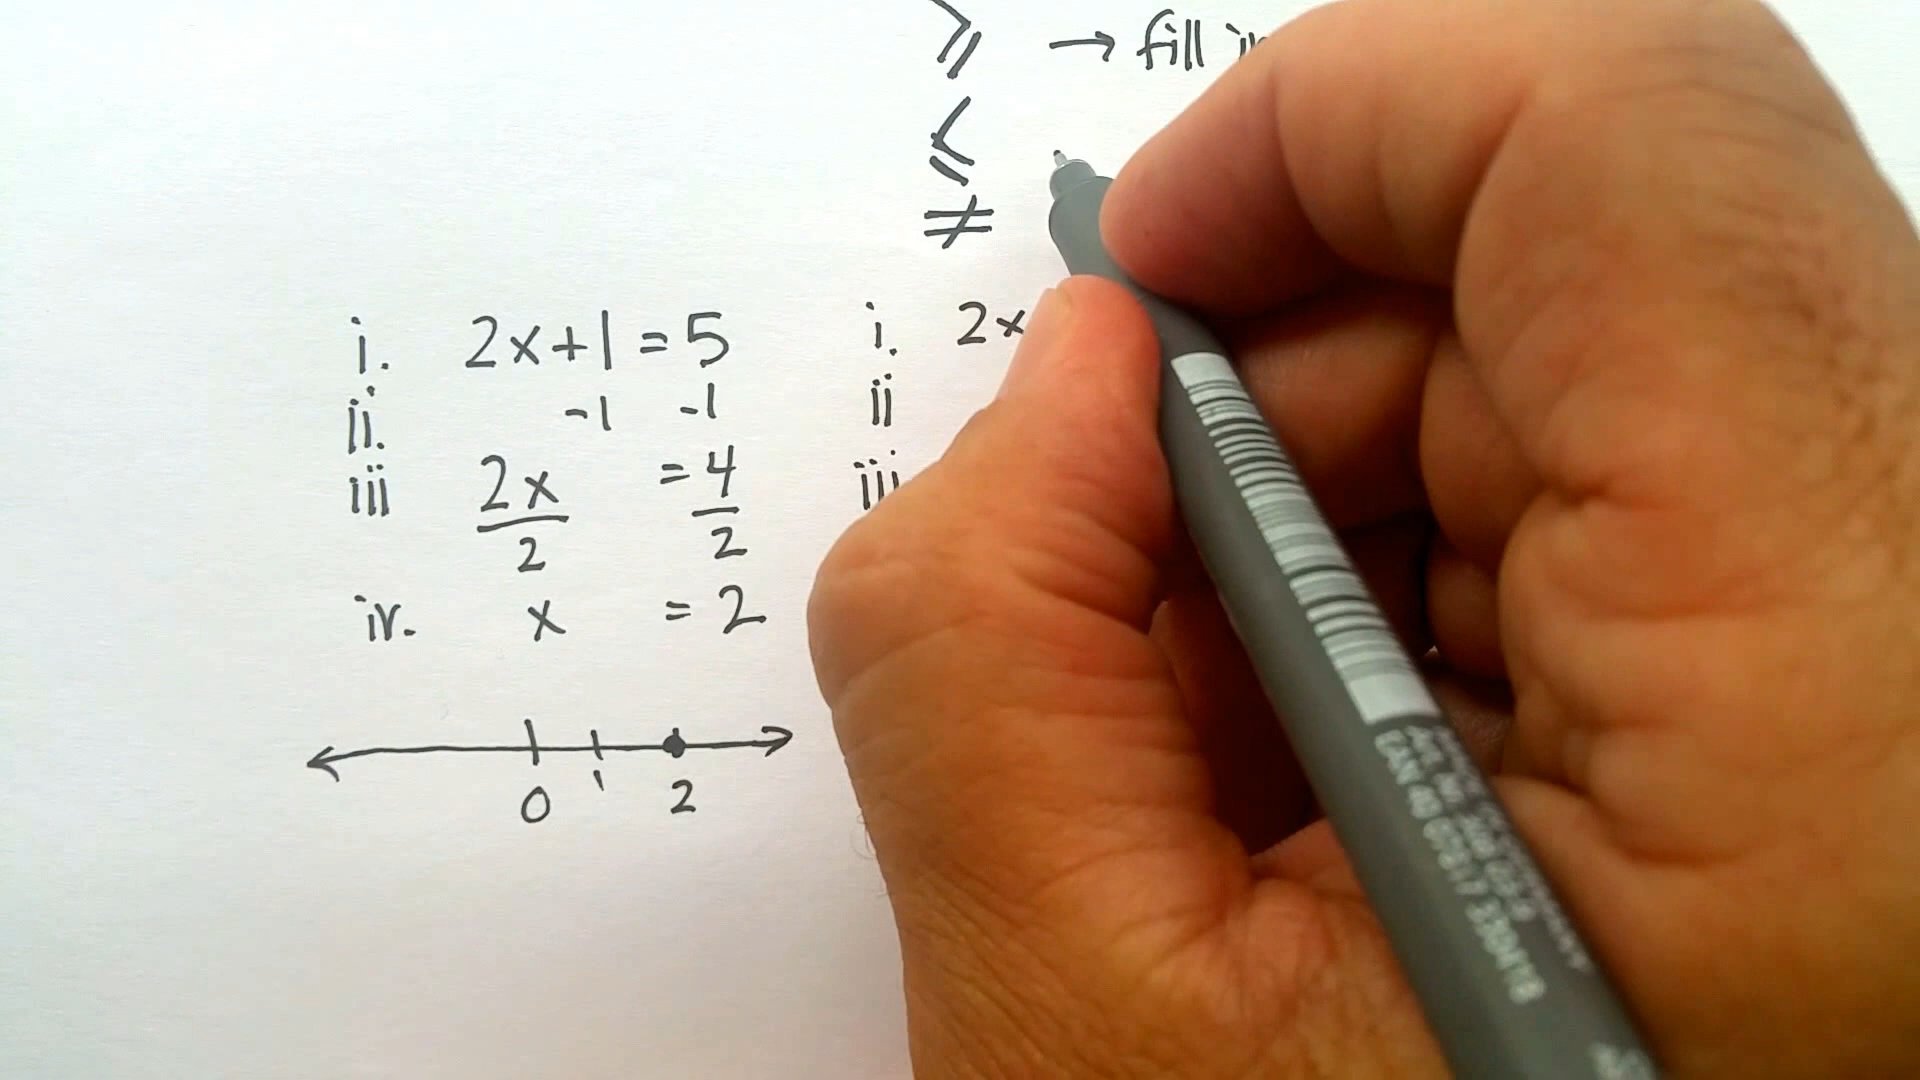 ≥ → fill in
≤
≠
i. 2x+1 = 5
ii. -1 -1
iii 2x = 4
2 2
iv. x = 2
0 1 2
i. 2x
ii
iii